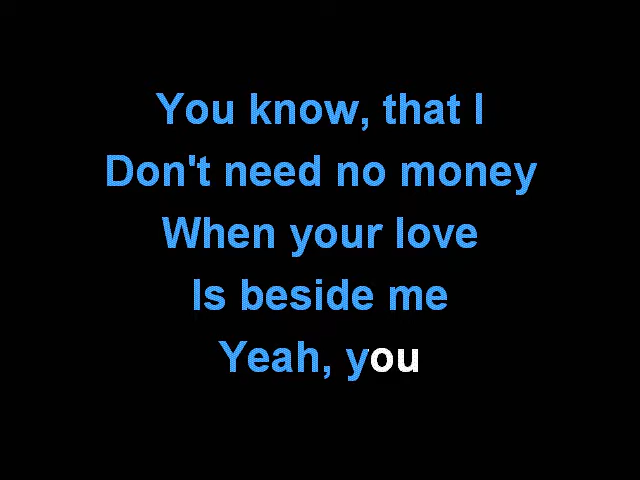 You know, that I
Don't need no money
When your love
Is beside me
Yeah, you